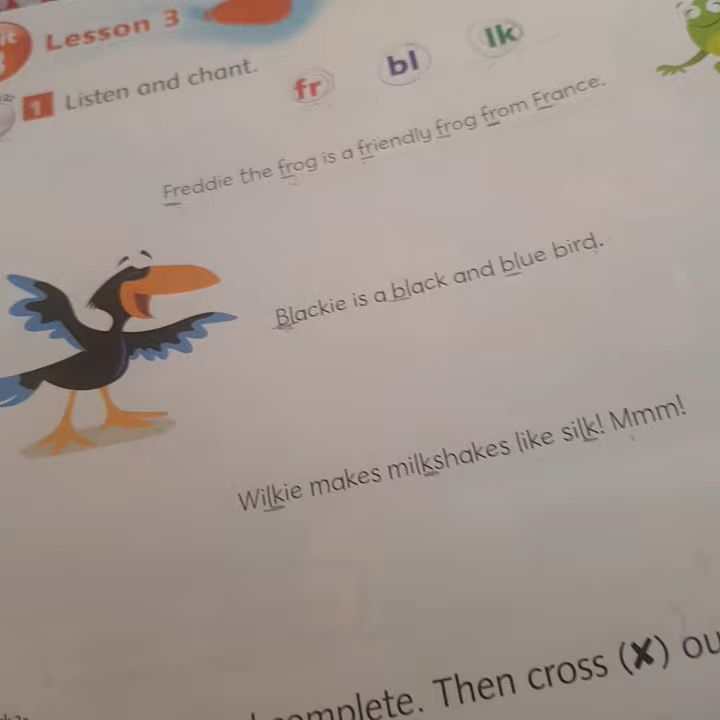 Lesson 3
1 Listen and chant.
fr bl lk
Freddie the frog is a friendly frog from France.
Blackie is a black and blue bird.
Wilkie makes milkshakes like silk! Mmm!
complete. Then cross (✗)